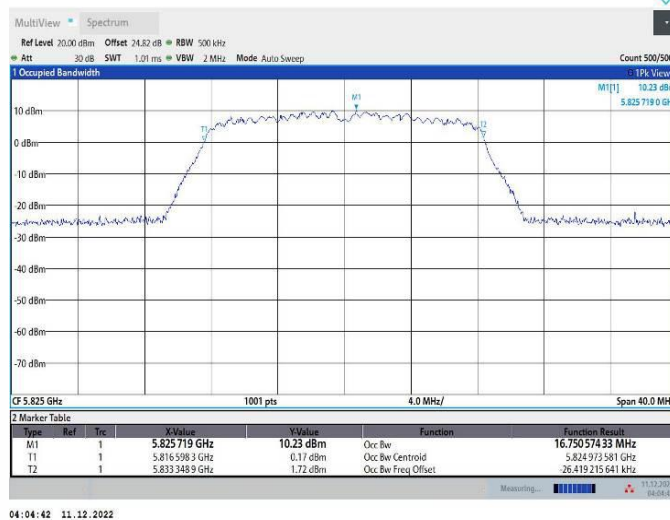 MultiView Spectrum
Ref Level 20.00 dBm Offset 24.82 dB RBW 500 kHz
Att 30 dB SWT 1.01 ms VBW 2 MHz Mode Auto Sweep Count 500/500
1 Occupied Bandwidth 1Pk View
M1[1] 10.23 dB
5.825 719 0 GH
M1
T1
T2
10 dBm
0 dBm
-10 dBm
-20 dBm
-30 dBm
-40 dBm
-50 dBm
-60 dBm
-70 dBm
CF 5.825 GHz 1001 pts 4.0 MHz/ Span 40.0 MH
2 Marker Table
Type Ref Trc X-Value Y-Value Function Function Result
M1 1 5.825 719 GHz 10.23 dBm Occ Bw 16.750 574 33 MHz
T1 1 5.816 598 3 GHz 0.17 dBm Occ Bw Centroid 5.824 973 581 GHz
T2 1 5.833 348 9 GHz 1.72 dBm Occ Bw Freq Offset -26.419 215 641 kHz
Measuring...
04:04:42 11.12.2022